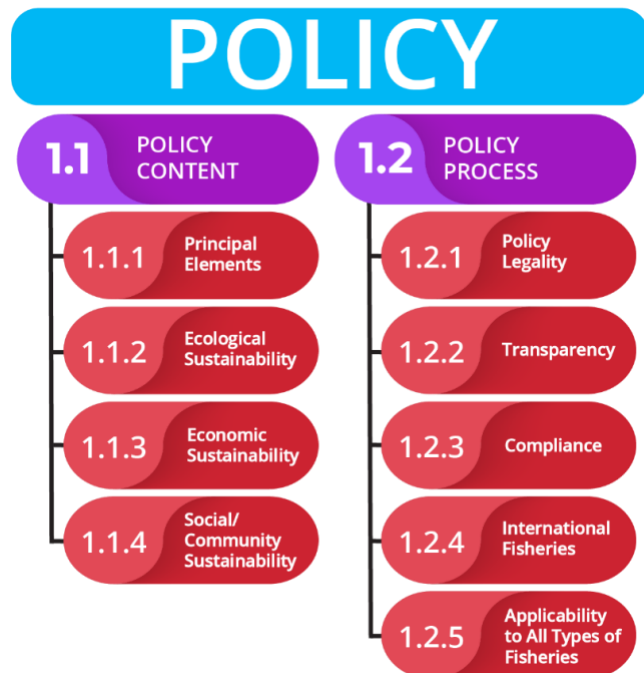 POLICY
1.1
POLICY
CONTENT
1.1.1
Principal
Elements
1.1.2
Ecological
Sustainability
1.1.3
Economic
Sustainability
1.1.4
Social/
Community
Sustainability
1.2
POLICY
PROCESS
1.2.1
Policy
Legality
1.2.2
Transparency
1.2.3
Compliance
1.2.4
International
Fisheries
1.2.5
Applicability
to All Types of
Fisheries